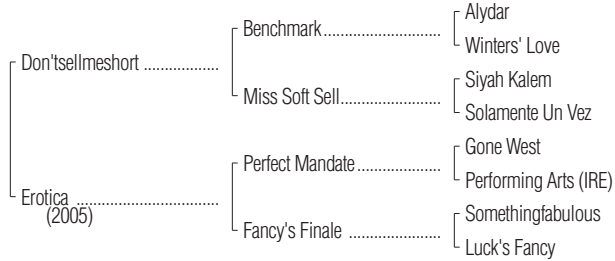 Alydar
Benchmark
Winters' Love
Don'tsellmeshort
Siyah Kalem
Miss Soft Sell
Solamente Un Vez
Gone West
Perfect Mandate
Performing Arts (IRE)
Erotica
(2005)
Somethingfabulous
Fancy's Finale
Luck's Fancy